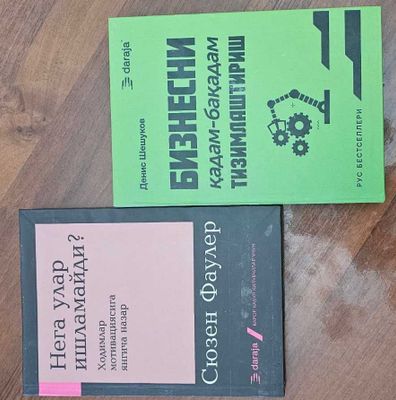 daraja
Денис Шешуков
БИЗНЕСНИ
қадам-бақадам
ТИЗИМЛАШТИРИШ
РУС БЕСТСЕЛЛЕРИ
Нега улар
ишламайди?
Ходимлар
мотивациясига
янгича назар
Сюзен Фаулер
daraja